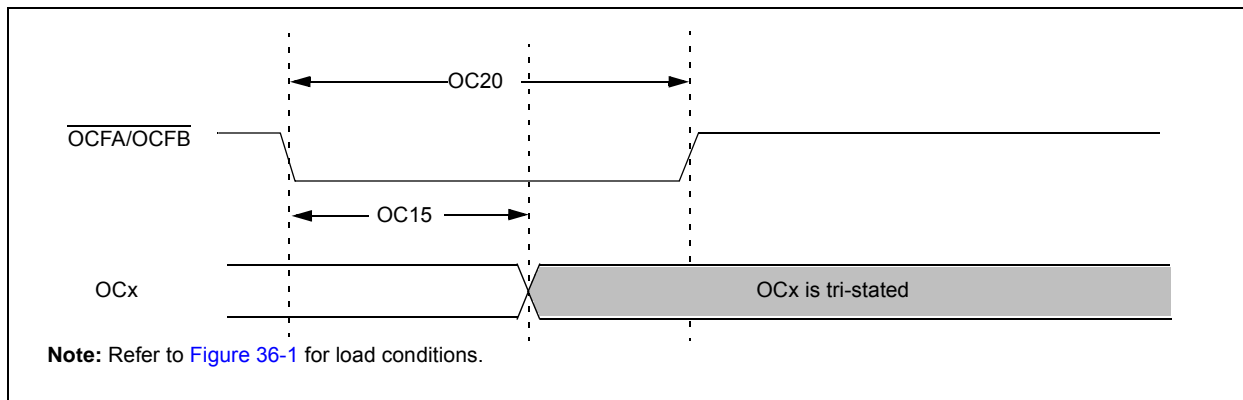 OC20
OCFA/OCFB
OC15
OCx
OCx is tri-stated
Note: Refer to Figure 36-1 for load conditions.